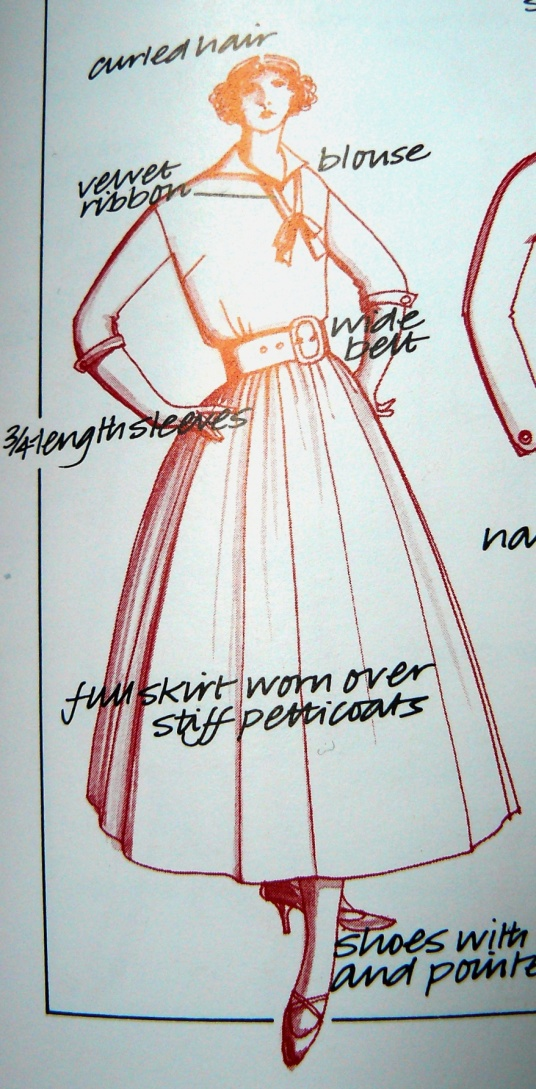 curled hair
blouse
velvet
ribbon
wide
belt
3/4-length sleeves
full skirt worn over
stiff petticoats
shoes with
and pointe
na